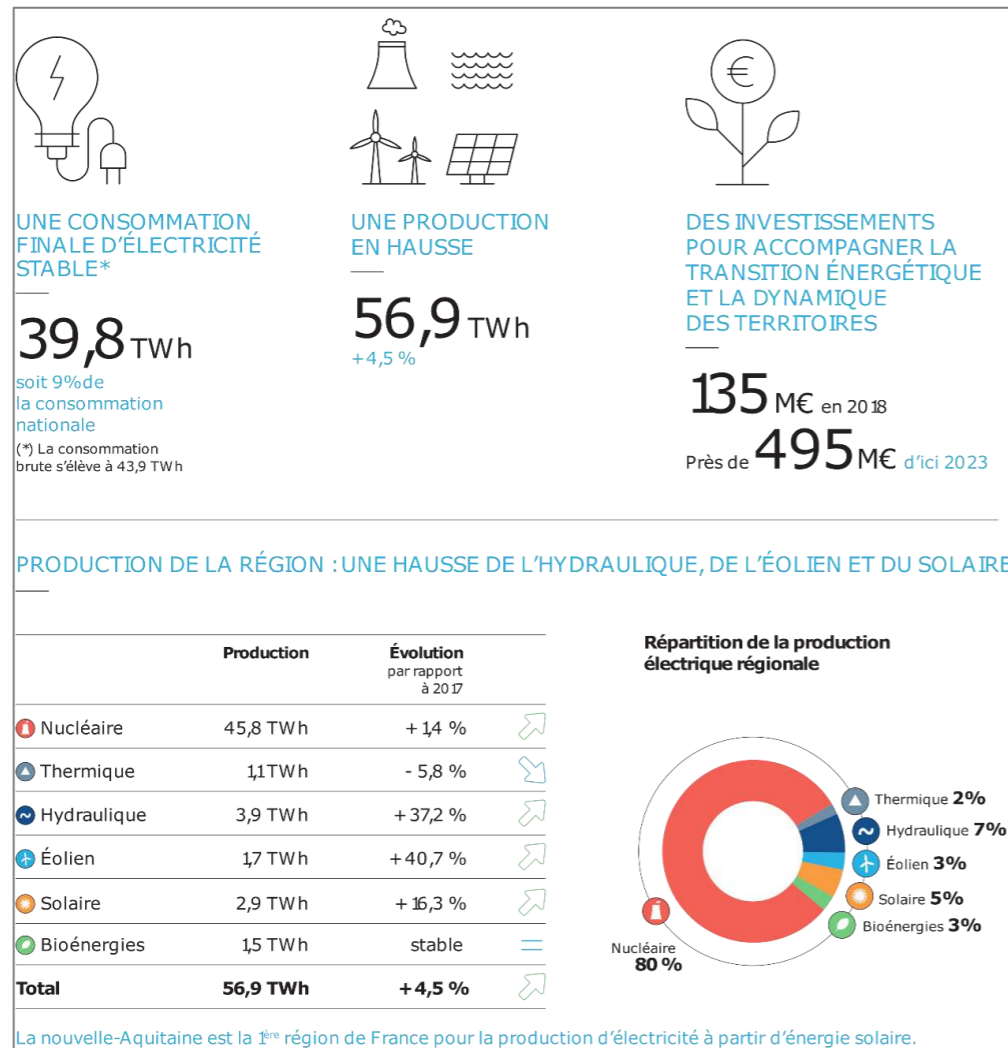 UNE CONSOMMATION
FINALE D'ÉLECTRICITÉ
STABLE*
39,8 TWh
soit 9% de
la consommation
nationale
(*) La consommation
brute s'élève à 43,9 TWh
UNE PRODUCTION
EN HAUSSE
56,9 TWh
+4,5 %
DES INVESTISSEMENTS
POUR ACCOMPAGNER LA
TRANSITION ÉNERGÉTIQUE
ET LA DYNAMIQUE
DES TERRITOIRES
135 M€ en 2018
Près de 495 M€ d'ici 2023
PRODUCTION DE LA RÉGION : UNE HAUSSE DE L'HYDRAULIQUE, DE L'ÉOLIEN ET DU SOLAIRE
Production Évolution
par rapport
à 2017
Nucléaire 45,8 TWh +1,4 %
Thermique 1,1 TWh - 5,8 %
Hydraulique 3,9 TWh +37,2 %
Éolien 1,7 TWh +40,7 %
Solaire 2,9 TWh +16,3 %
Bioénergies 1,5 TWh stable
Total 56,9 TWh +4,5 %
Répartition de la production
électrique régionale
Thermique 2%
Hydraulique 7%
Éolien 3%
Solaire 5%
Bioénergies 3%
Nucléaire
80 %
La nouvelle-Aquitaine est la 1ère région de France pour la production d'électricité à partir d'énergie solaire.